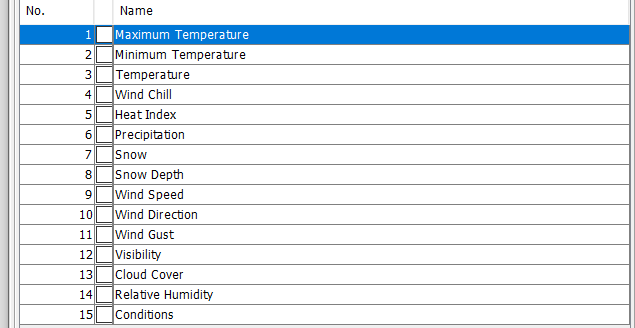 No. Name
1 Maximum Temperature
2 Minimum Temperature
3 Temperature
4 Wind Chill
5 Heat Index
6 Precipitation
7 Snow
8 Snow Depth
9 Wind Speed
10 Wind Direction
11 Wind Gust
12 Visibility
13 Cloud Cover
14 Relative Humidity
15 Conditions